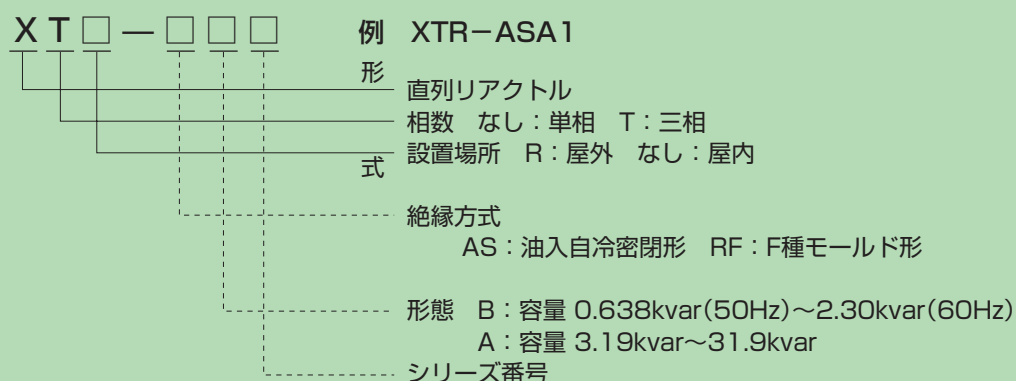 XT□－□□□ 例 XTR－ASA1
形
直列リアクトル
相数 なし：単相 T：三相
設置場所 R：屋外 なし：屋内
式
絶縁方式
AS：油入自冷密閉形 RF：F種モールド形
形態 B：容量 0.638kvar(50Hz)～2.30kvar(60Hz)
A：容量 3.19kvar～31.9kvar
シリーズ番号